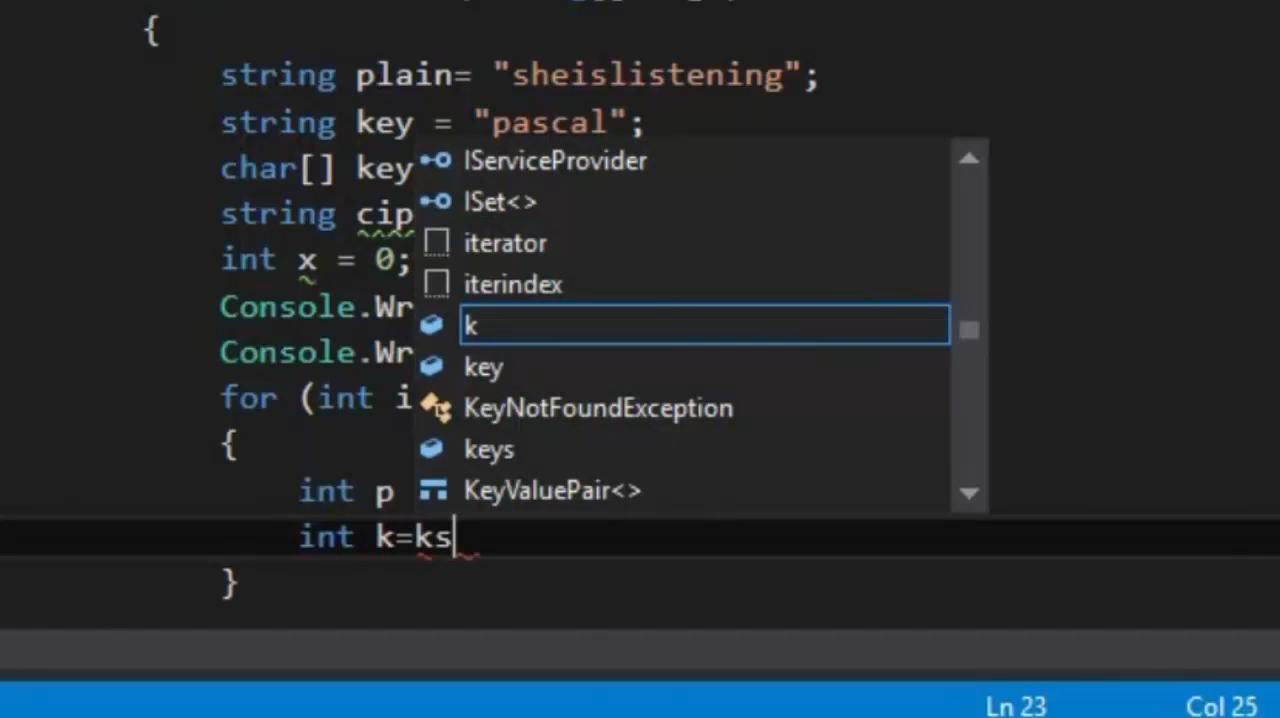 {
string plain= "sheislistening";
string key = "pascal";
char[] key
string cip
int x = 0;
Console.Wr
Console.Wr
for (int i
{
int p
int k=ks
}
IServiceProvider
ISet<>
iterator
iterindex
k
key
KeyNotFoundException
keys
KeyValuePair<>
Ln 23 Col 25